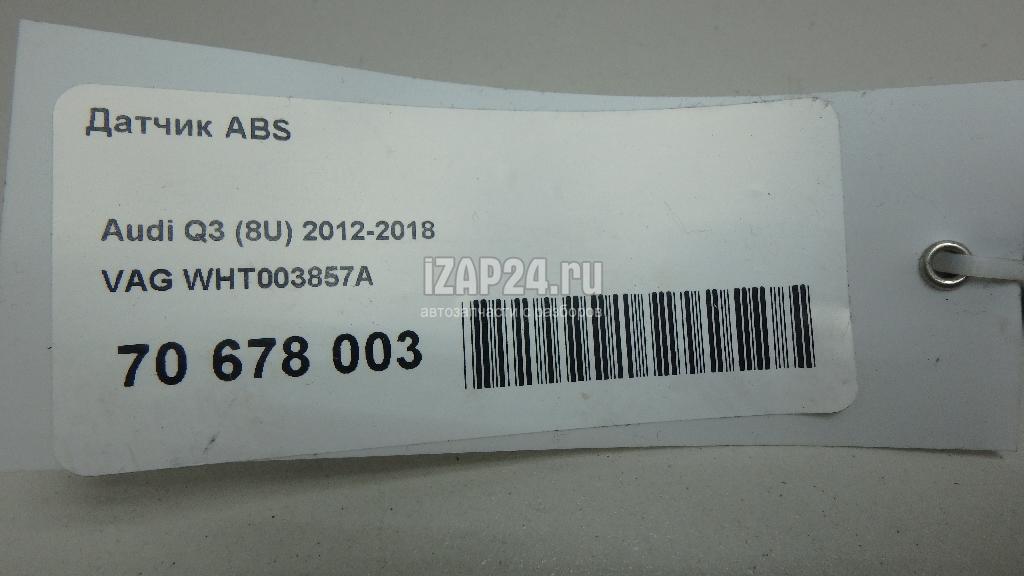 Датчик ABS
Audi Q3 (8U) 2012-2018
VAG WHT003857A
iZAP24.ru
автозапчасти с разборов
70 678 003